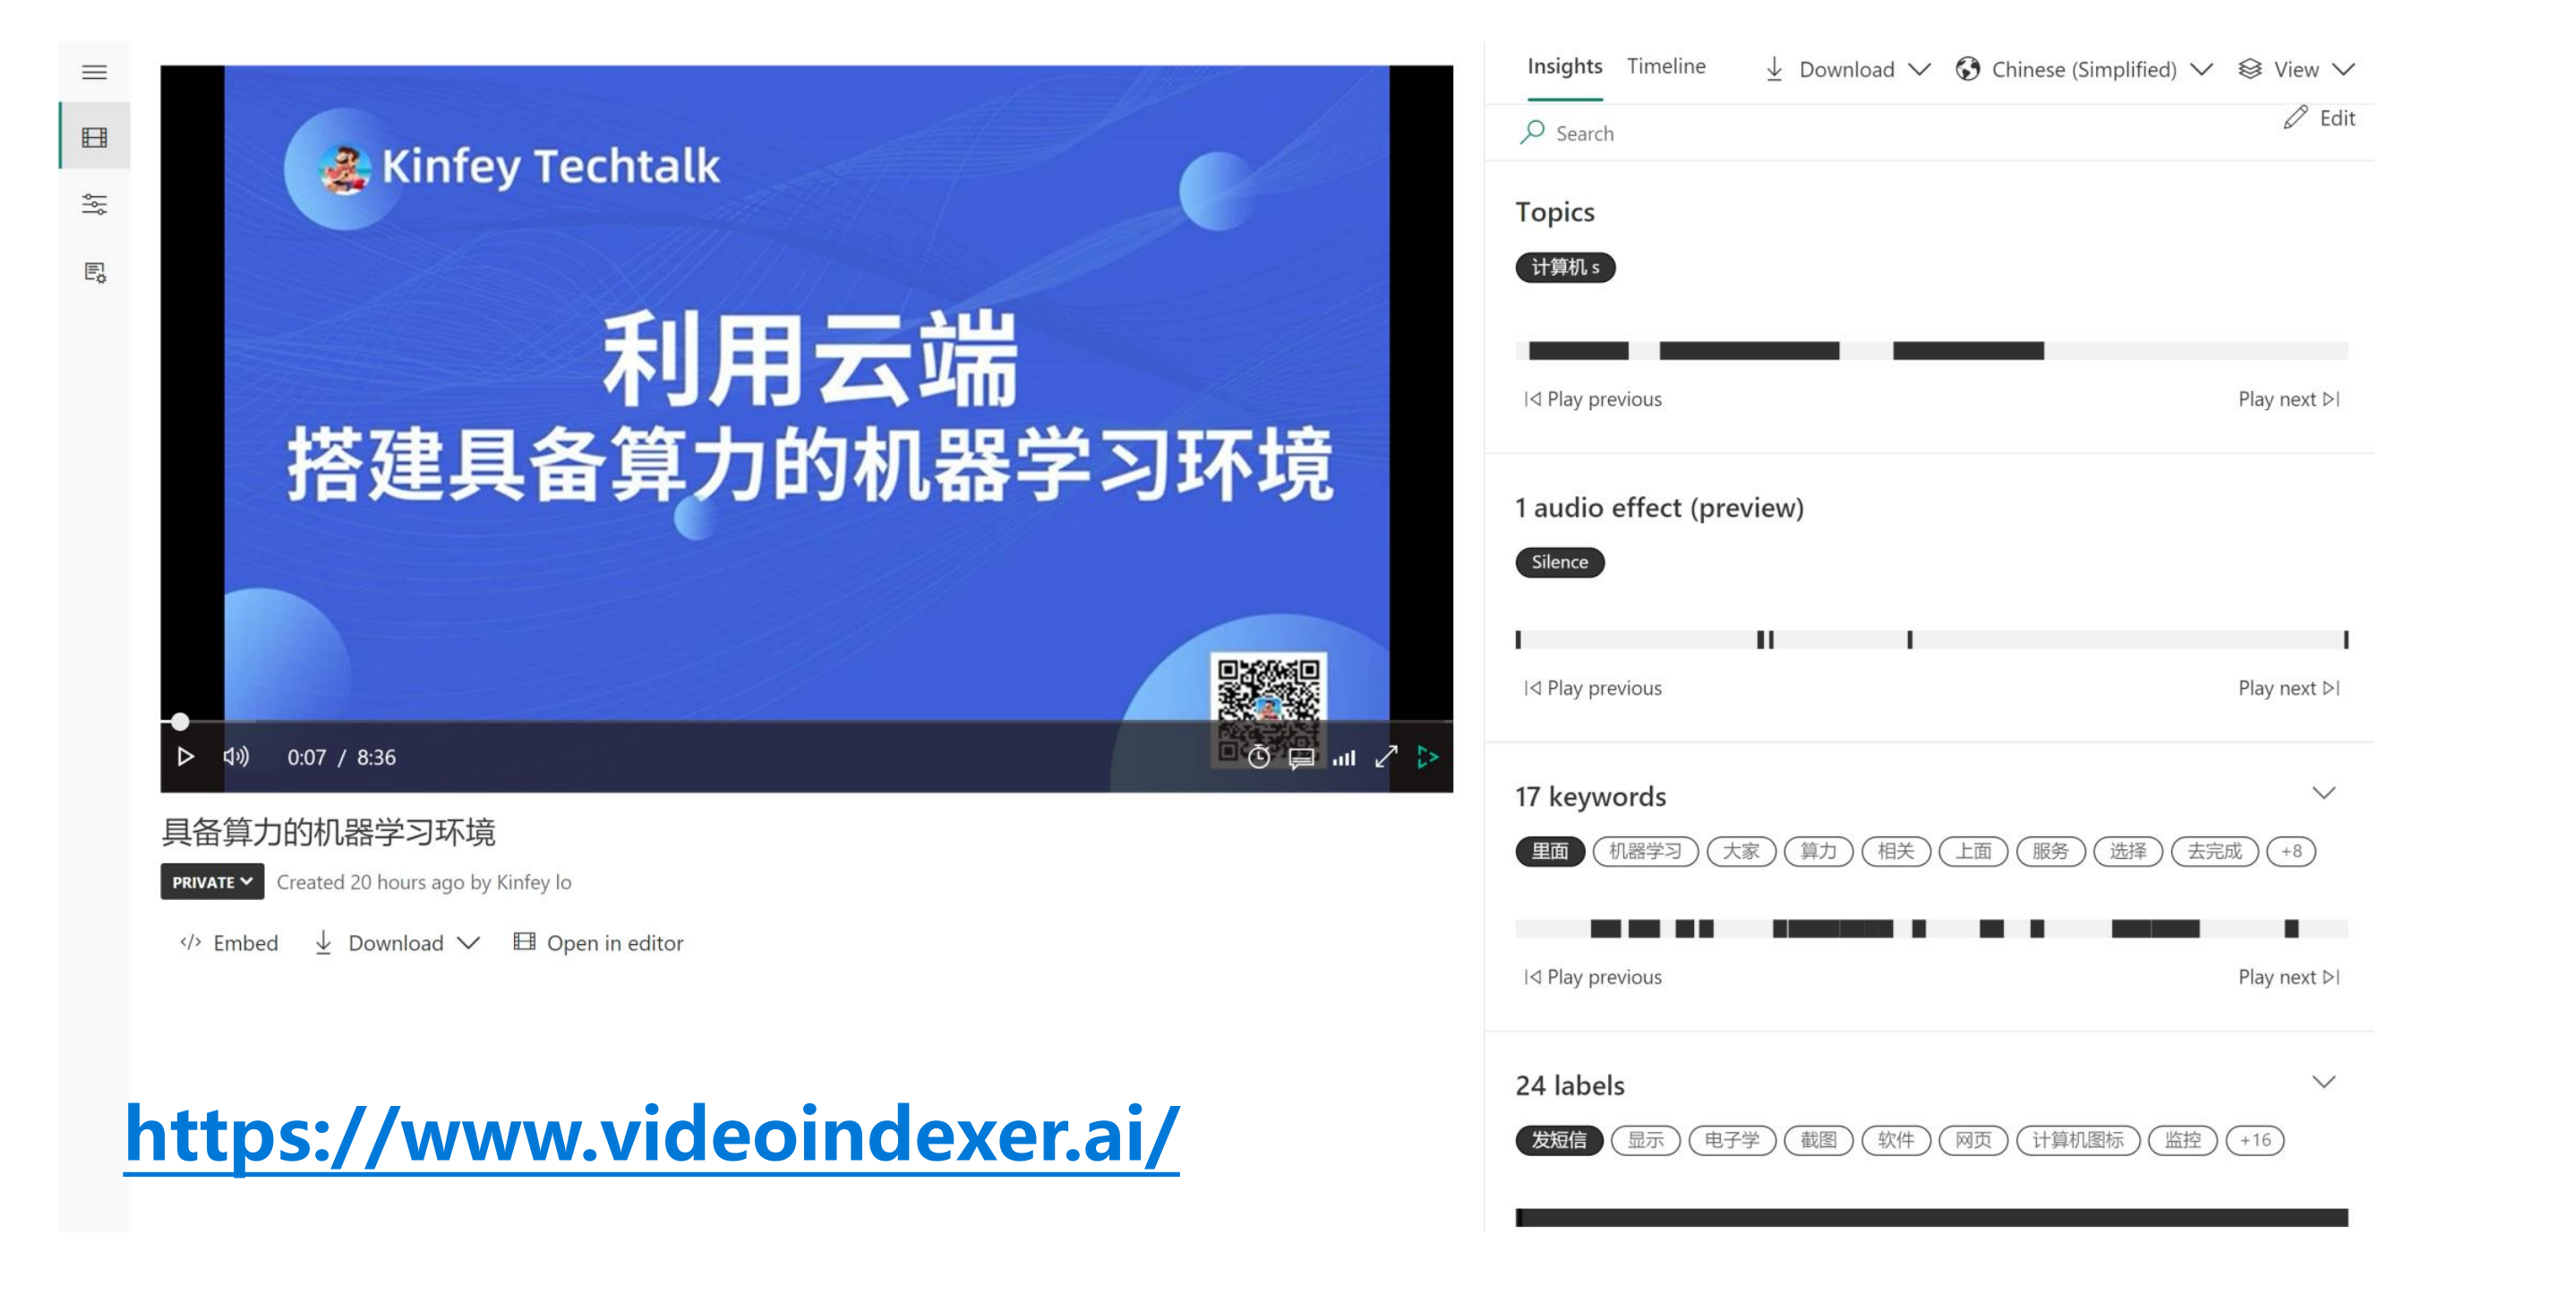 Kinfey Techtalk
利用云端
搭建具备算力的机器学习环境
0:07 / 8:36
具备算力的机器学习环境
PRIVATE
Created 20 hours ago by Kinfey lo
</> Embed
Download
Open in editor
https://www.videoindexer.ai/
Insights
Timeline
Download
Chinese (Simplified)
View
Search
Edit
Topics
计算机 s
Play previous
Play next
1 audio effect (preview)
Silence
Play previous
Play next
17 keywords
里面 机器学习 大家 算力 相关 上面 服务 选择 去完成 +8
Play previous
Play next
24 labels
发短信 显示 电子学 截图 软件 网页 计算机图标 监控 +16